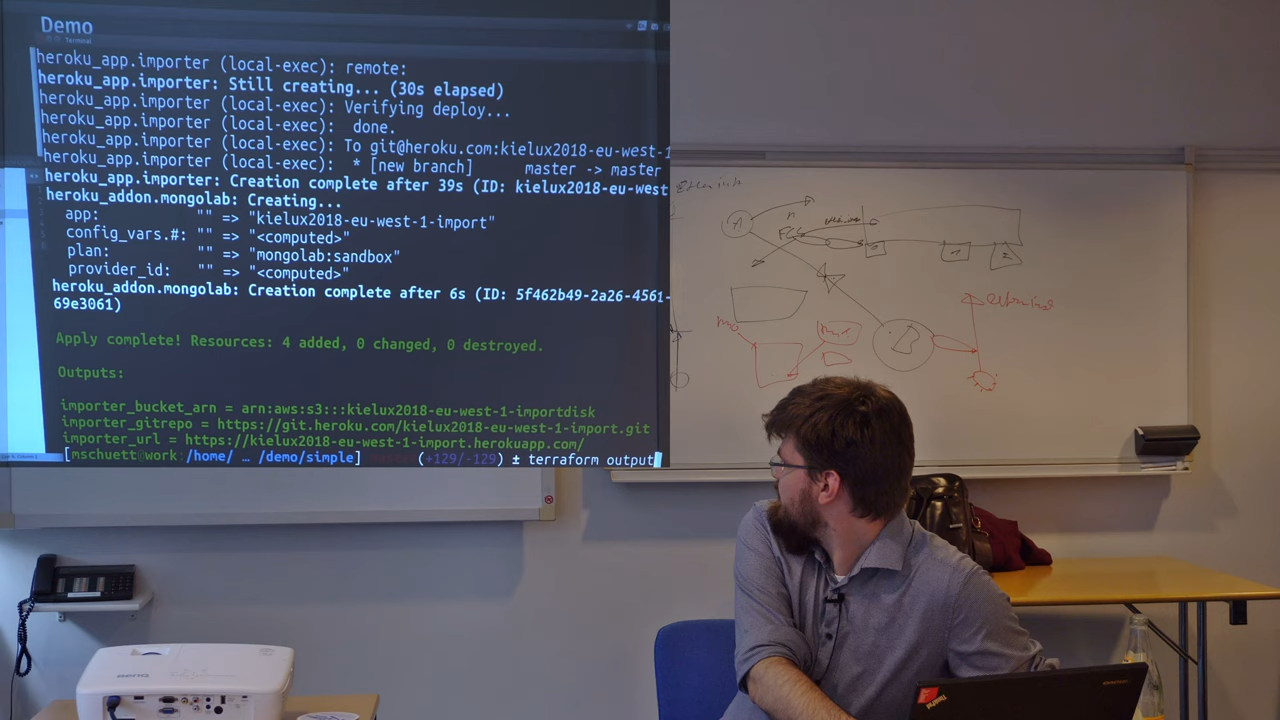 Demo
Terminal
heroku_app.importer (local-exec): remote:
heroku_app.importer: Still creating... (30s elapsed)
heroku_app.importer (local-exec): Verifying deploy...
heroku_app.importer (local-exec):  done.
heroku_app.importer (local-exec): To git@heroku.com:kielux2018-eu-west-1
heroku_app.importer (local-exec):  * [new branch]      master -> master
heroku_app.importer: Creation complete after 39s (ID: kielux2018-eu-west
heroku_addon.mongolab: Creating...
app:           "" => "kielux2018-eu-west-1-import"
config_vars.#: "" => "<computed>"
plan:          "" => "mongolab:sandbox"
provider_id:   "" => "<computed>"
heroku_addon.mongolab: Creation complete after 6s (ID: 5f462b49-2a26-4561-
69e3061)
Apply complete! Resources: 4 added, 0 changed, 0 destroyed.
Outputs:
importer_bucket_arn = arn:aws:s3:::kielux2018-eu-west-1-importdisk
importer_gitrepo = https://git.heroku.com/kielux2018-eu-west-1-import.git
importer_url = https://kielux2018-eu-west-1-import.herokuapp.com/
[mschuett@work:/home/ … /demo/simple] master (+129/-129) ± terraform output
A
B
BenQ
ThinkPad